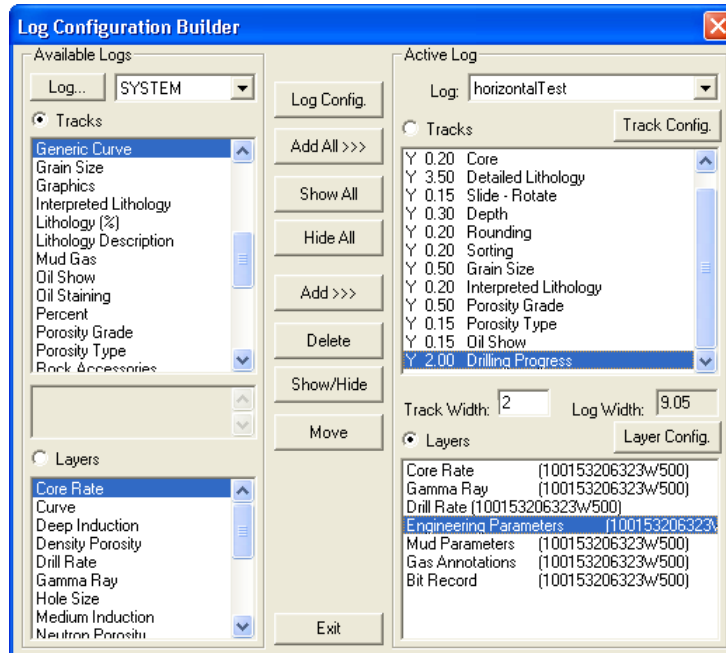 Log Configuration Builder
Available Logs
Log...
SYSTEM
Tracks
Generic Curve
Grain Size
Graphics
Interpreted Lithology
Lithology (%)
Lithology Description
Mud Gas
Oil Show
Oil Staining
Percent
Porosity Grade
Porosity Type
Rock Accessories
Layers
Core Rate
Curve
Deep Induction
Density Porosity
Drill Rate
Gamma Ray
Hole Size
Medium Induction
Neutron Porosity
Log Config.
Add All >>>
Show All
Hide All
Add >>>
Delete
Show/Hide
Move
Exit
Active Log
Log: horizontalTest
Tracks
Track Config.
Y 0.20 Core
Y 3.50 Detailed Lithology
Y 0.15 Slide - Rotate
Y 0.30 Depth
Y 0.20 Rounding
Y 0.20 Sorting
Y 0.50 Grain Size
Y 0.20 Interpreted Lithology
Y 0.50 Porosity Grade
Y 0.15 Porosity Type
Y 0.15 Oil Show
Y 2.00 Drilling Progress
Track Width: 2 Log Width: 9.05
Layers
Layer Config.
Core Rate (100153206323W500)
Gamma Ray (100153206323W500)
Drill Rate (100153206323W500)
Engineering Parameters (100153206323W
Mud Parameters (100153206323W500)
Gas Annotations (100153206323W500)
Bit Record (100153206323W500)